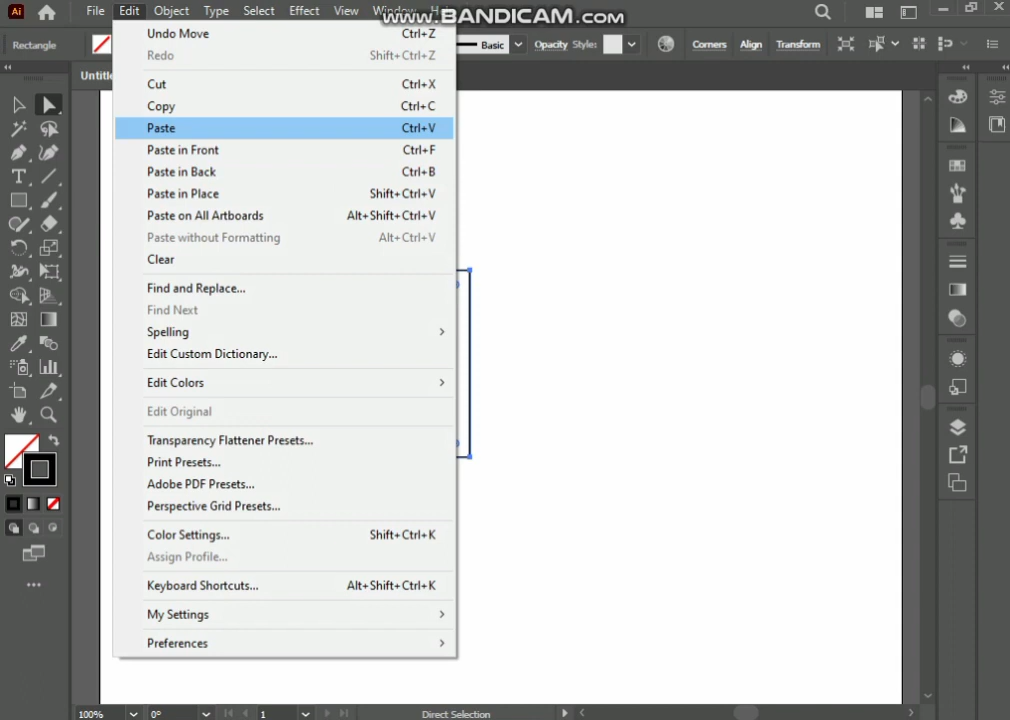 Ai File Edit Object Type Select Effect View Window
www.BANDICAM.com
Rectangle Basic Opacity Style: Corners Align Transform
Undo Move Ctrl+Z
Redo Shift+Ctrl+Z
Cut Ctrl+X
Copy Ctrl+C
Paste Ctrl+V
Paste in Front Ctrl+F
Paste in Back Ctrl+B
Paste in Place Shift+Ctrl+V
Paste on All Artboards Alt+Shift+Ctrl+V
Paste without Formatting Alt+Ctrl+V
Clear
Find and Replace...
Find Next
Spelling
Edit Custom Dictionary...
Edit Colors
Edit Original
Transparency Flattener Presets...
Print Presets...
Adobe PDF Presets...
Perspective Grid Presets...
Color Settings... Shift+Ctrl+K
Assign Profile...
Keyboard Shortcuts... Alt+Shift+Ctrl+K
My Settings
Preferences
100% 0° 1 Direct Selection